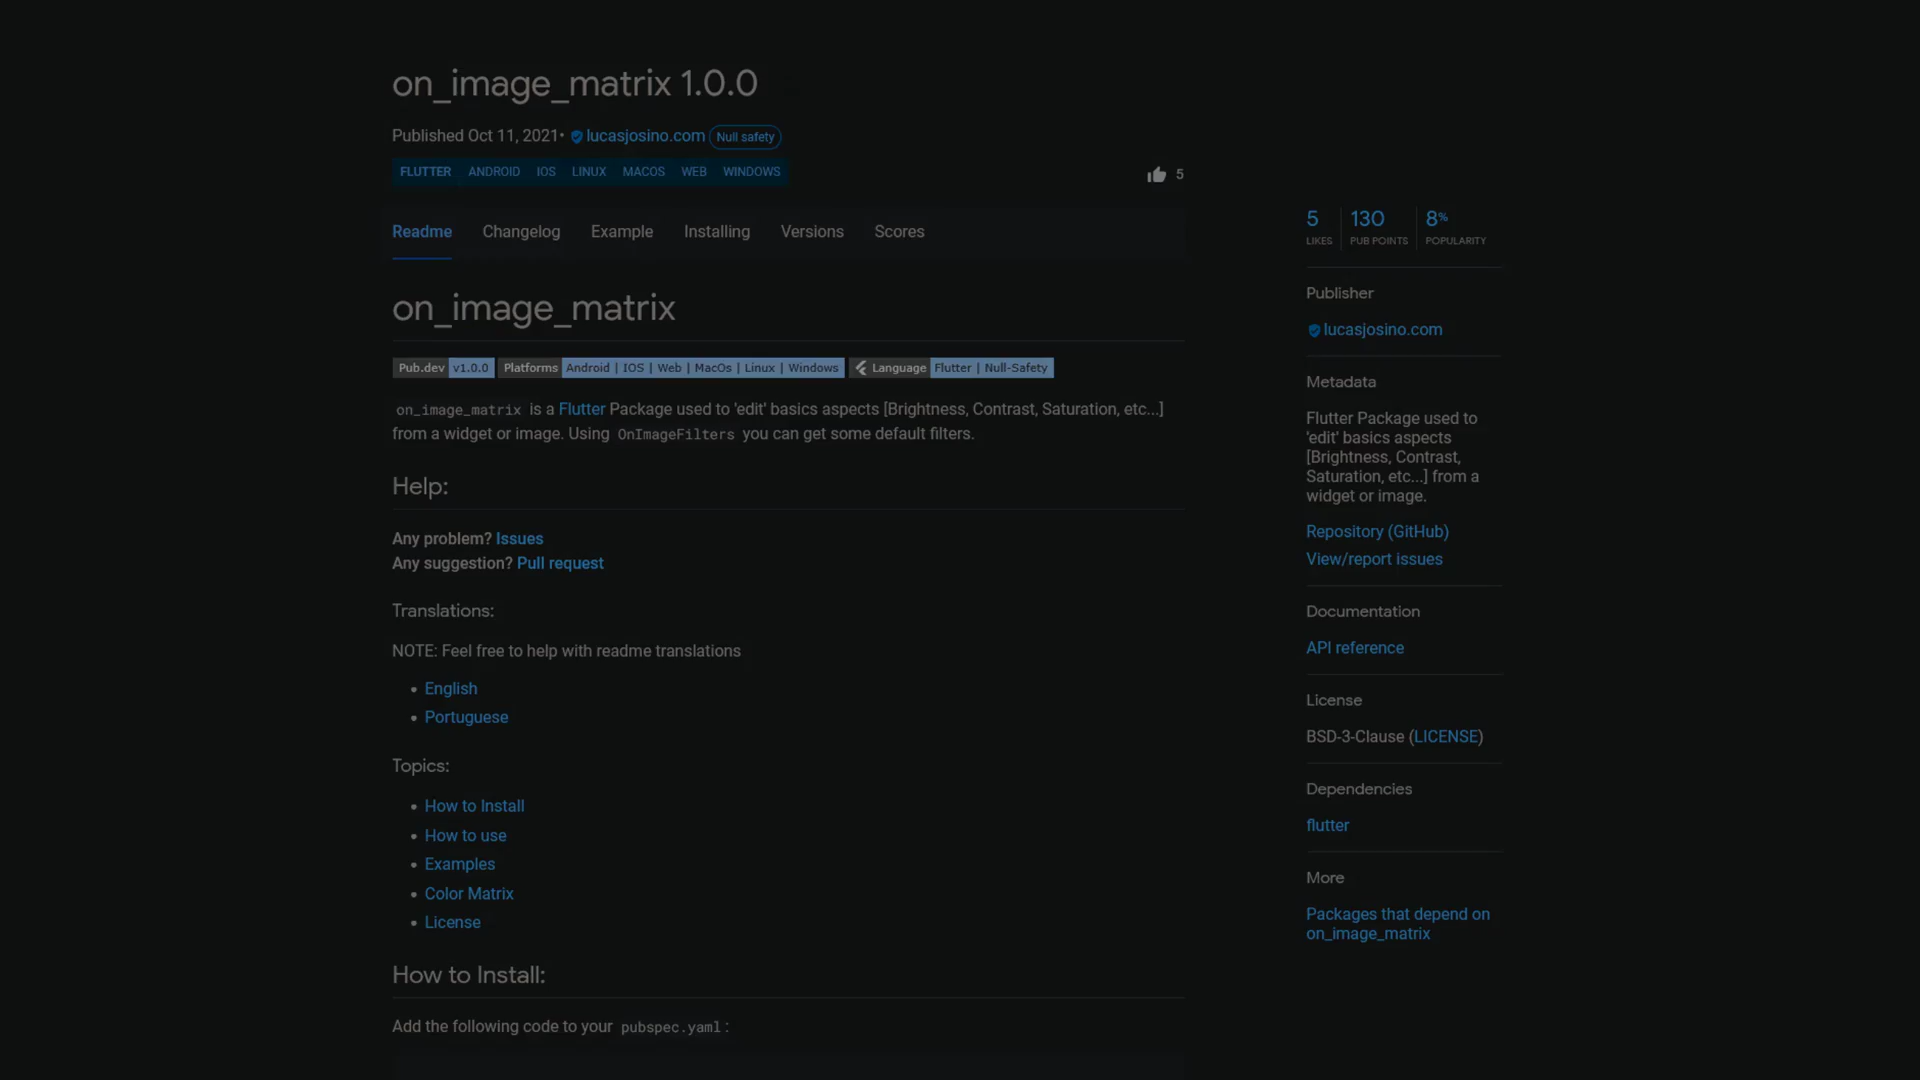 on_image_matrix 1.0.0
Published Oct 11, 2021• lucasjosino.com Null safety
FLUTTER ANDROID IOS LINUX MACOS WEB WINDOWS
5
Readme Changelog Example Installing Versions Scores
on_image_matrix
Pub.dev v1.0.0 Platforms Android | IOS | Web | MacOs | Linux | Windows Language Flutter | Null-Safety
on_image_matrix is a Flutter Package used to 'edit' basics aspects [Brightness, Contrast, Saturation, etc...]
from a widget or image. Using OnImageFilters you can get some default filters.
Help:
Any problem? Issues
Any suggestion? Pull request
Translations:
NOTE: Feel free to help with readme translations
• English
• Portuguese
Topics:
• How to Install
• How to use
• Examples
• Color Matrix
• License
How to Install:
Add the following code to your pubspec.yaml:
5 130 8%
LIKES PUB POINTS POPULARITY
Publisher
lucasjosino.com
Metadata
Flutter Package used to
'edit' basics aspects
[Brightness, Contrast,
Saturation, etc...] from a
widget or image.
Repository (GitHub)
View/report issues
Documentation
API reference
License
BSD-3-Clause (LICENSE)
Dependencies
flutter
More
Packages that depend on
on_image_matrix